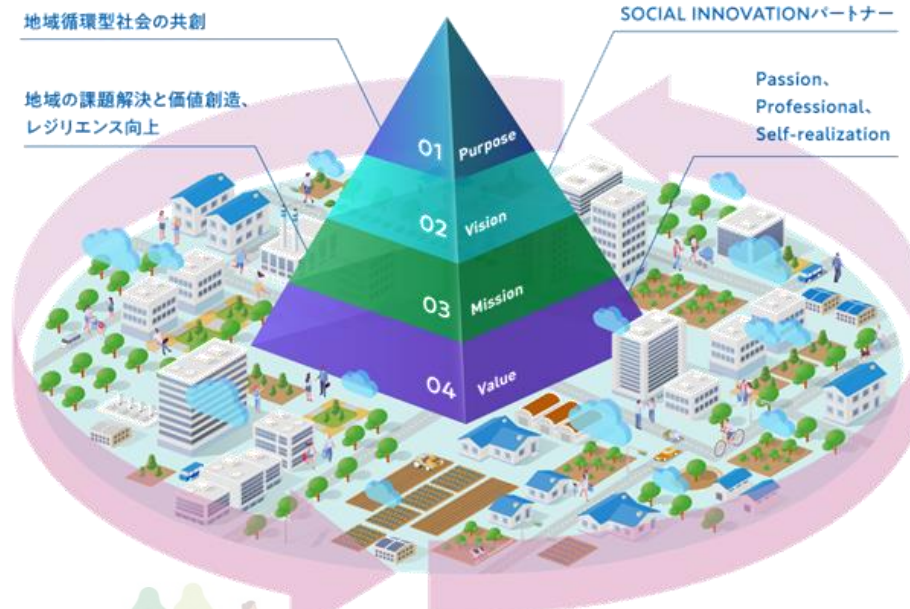 地域循環型社会の共創
SOCIAL INNOVATIONパートナー
地域の課題解決と価値創造、
レジリエンス向上
Passion、
Professional、
Self-realization
01 Purpose
02 Vision
03 Mission
04 Value